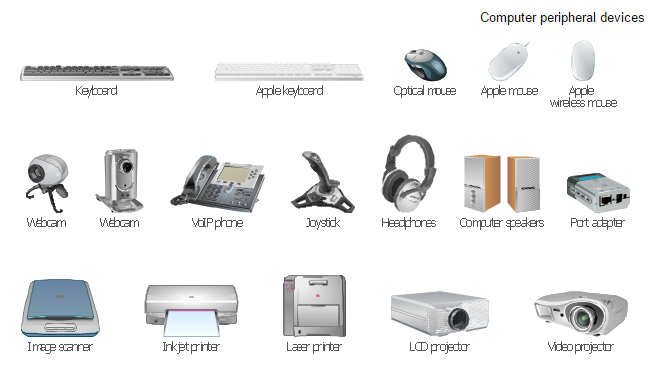 Computer peripheral devices
Keyboard
Apple keyboard
Optical mouse
Apple mouse
Apple
wireless mouse
Webcam
Webcam
VoIP phone
Joystick
Headphones
Computer speakers
Port adapter
Image scanner
Inkjet printer
Laser printer
LCD projector
Video projector